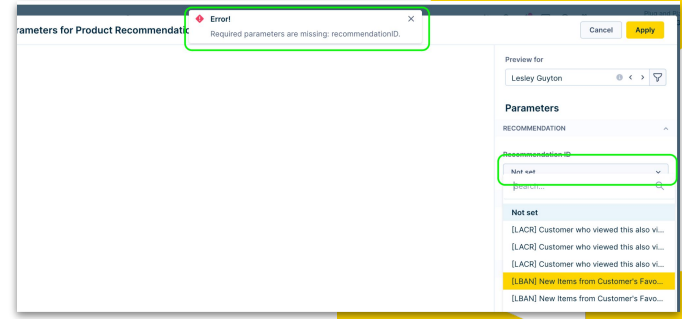 Error!
Required parameters are missing: recommendationID.
rameters for Product Recommendatio
Cancel
Apply
Preview for
Lesley Guyton
Parameters
RECOMMENDATION
Recommendation ID
Not set
Search...
Not set
[LACR] Customer who viewed this also vi...
[LACR] Customer who viewed this also vi...
[LACR] Customer who viewed this also vi...
[LBAN] New Items from Customer's Favo...
[LBAN] New Items from Customer's Favo...